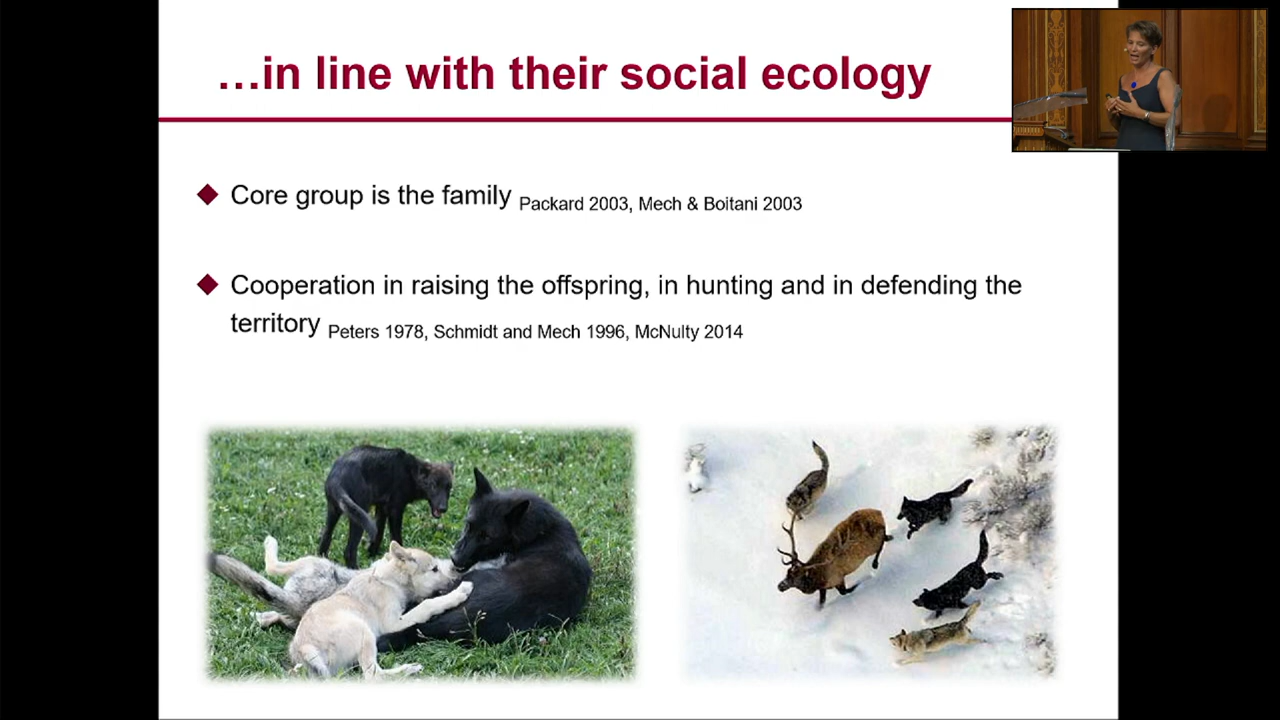 …in line with their social ecology
Core group is the family Packard 2003, Mech & Boitani 2003
Cooperation in raising the offspring, in hunting and in defending the
territory Peters 1978, Schmidt and Mech 1996, McNulty 2014